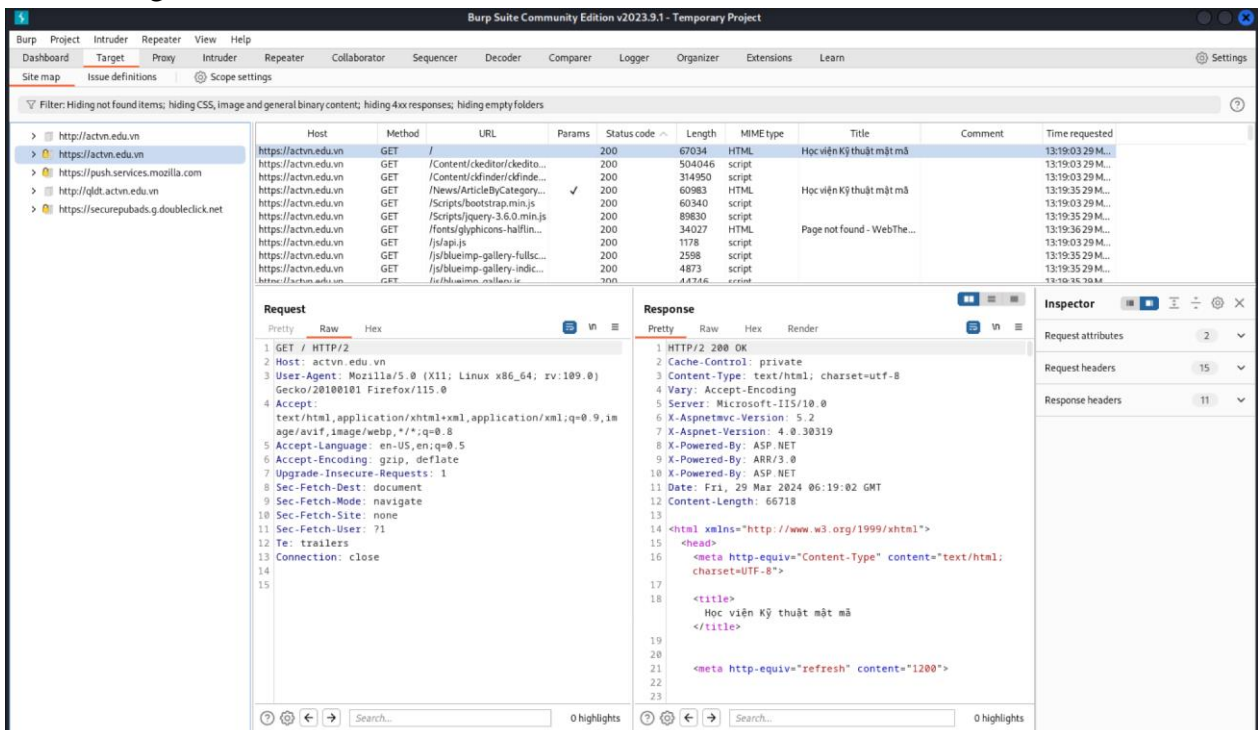 Burp Suite Community Edition v2023.9.1 - Temporary Project
Burp Project Intruder Repeater View Help
Dashboard Target Proxy Intruder Repeater Collaborator Sequencer Decoder Comparer Logger Organizer Extensions Learn Settings
Site map Issue definitions Scope settings
Filter: Hiding not found items; hiding CSS, image and general binary content; hiding 4xx responses; hiding empty folders
http://actvn.edu.vn
https://actvn.edu.vn
https://push.services.mozilla.com
http://qldt.actvn.edu.vn
https://securepubads.g.doubleclick.net
Host Method URL Params Status code Length MIME type Title Comment Time requested
https://actvn.edu.vn GET / 200 67034 HTML Học viện Kỹ thuật mật mã 13:19:03 29 M...
https://actvn.edu.vn GET /Content/ckeditor/ckedito... 200 504046 script 13:19:03 29 M...
https://actvn.edu.vn GET /Content/ckfinder/ckfinde... 200 314950 script 13:19:03 29 M...
https://actvn.edu.vn GET /News/ArticleByCategory... ✓ 200 60983 HTML Học viện Kỹ thuật mật mã 13:19:35 29 M...
https://actvn.edu.vn GET /Scripts/bootstrap.min.js 200 60340 script 13:19:03 29 M...
https://actvn.edu.vn GET /Scripts/jquery-3.6.0.min.js 200 89830 script 13:19:35 29 M...
https://actvn.edu.vn GET /fonts/glyphicons-halflin... 200 34027 HTML Page not found - WebThe... 13:19:36 29 M...
https://actvn.edu.vn GET /js/api.js 200 1178 script 13:19:03 29 M...
https://actvn.edu.vn GET /js/blueimp-gallery-fullsc... 200 2598 script 13:19:35 29 M...
https://actvn.edu.vn GET /js/blueimp-gallery-indic... 200 4873 script 13:19:35 29 M...
https://actvn.edu.vn GET /js/blueimp-gallery.js 200 44746 script 13:19:35 29 M...
Request
Pretty Raw Hex \n
1 GET / HTTP/2
2 Host: actvn.edu.vn
3 User-Agent: Mozilla/5.0 (X11; Linux x86_64; rv:109.0)
Gecko/20100101 Firefox/115.0
4 Accept:
text/html,application/xhtml+xml,application/xml;q=0.9,im
age/avif,image/webp,*/*;q=0.8
5 Accept-Language: en-US,en;q=0.5
6 Accept-Encoding: gzip, deflate
7 Upgrade-Insecure-Requests: 1
8 Sec-Fetch-Dest: document
9 Sec-Fetch-Mode: navigate
10 Sec-Fetch-Site: none
11 Sec-Fetch-User: ?1
12 Te: trailers
13 Connection: close
14
15
Search... 0 highlights
Response
Pretty Raw Hex Render \n
1 HTTP/2 200 OK
2 Cache-Control: private
3 Content-Type: text/html; charset=utf-8
4 Vary: Accept-Encoding
5 Server: Microsoft-IIS/10.0
6 X-Aspnetmvc-Version: 5.2
7 X-Aspnet-Version: 4.0.30319
8 X-Powered-By: ASP.NET
9 X-Powered-By: ARR/3.0
10 X-Powered-By: ASP.NET
11 Date: Fri, 29 Mar 2024 06:19:02 GMT
12 Content-Length: 66718
13
14 <html xmlns="http://www.w3.org/1999/xhtml">
15 <head>
16 <meta http-equiv="Content-Type" content="text/html;
charset=UTF-8">
17
18 <title>
Học viện Kỹ thuật mật mã
</title>
19
20
21 <meta http-equiv="refresh" content="1200">
22
23
Search... 0 highlights
Inspector
Request attributes 2
Request headers 15
Response headers 11